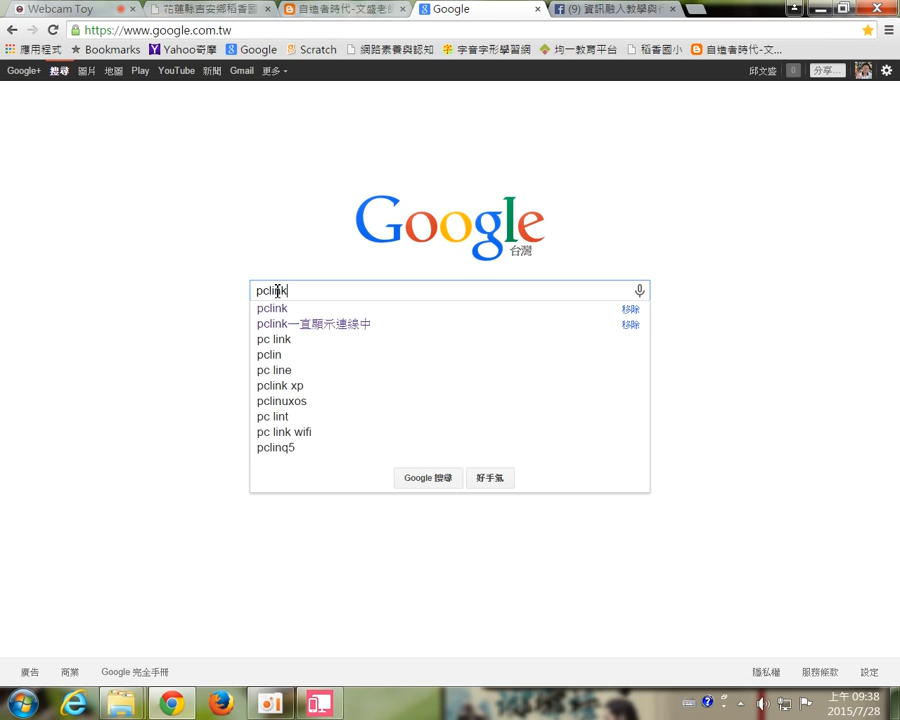 Webcam Toy
花蓮縣吉安鄉稻香國
自造者時代-文盛老師
Google
(9) 資訊融入教學與
https://www.google.com.tw
應用程式
Bookmarks
Yahoo奇摩
Google
Scratch
網路素養與認知
字音字形學習網
均一教育平台
稻香國小
自造者時代-文...
Google+ 搜尋 圖片 地圖 Play YouTube 新聞 Gmail 更多
邱文盛 0 分享...
Google
台灣
pclink
pclink 移除
pclink一直顯示連線中 移除
pc link
pclin
pc line
pclink xp
pclinuxos
pc lint
pc link wifi
pclinq5
Google 搜尋 好手氣
廣告 商業 Google 完全手冊
隱私權 服務條款 設定
上午 09:38
2015/7/28